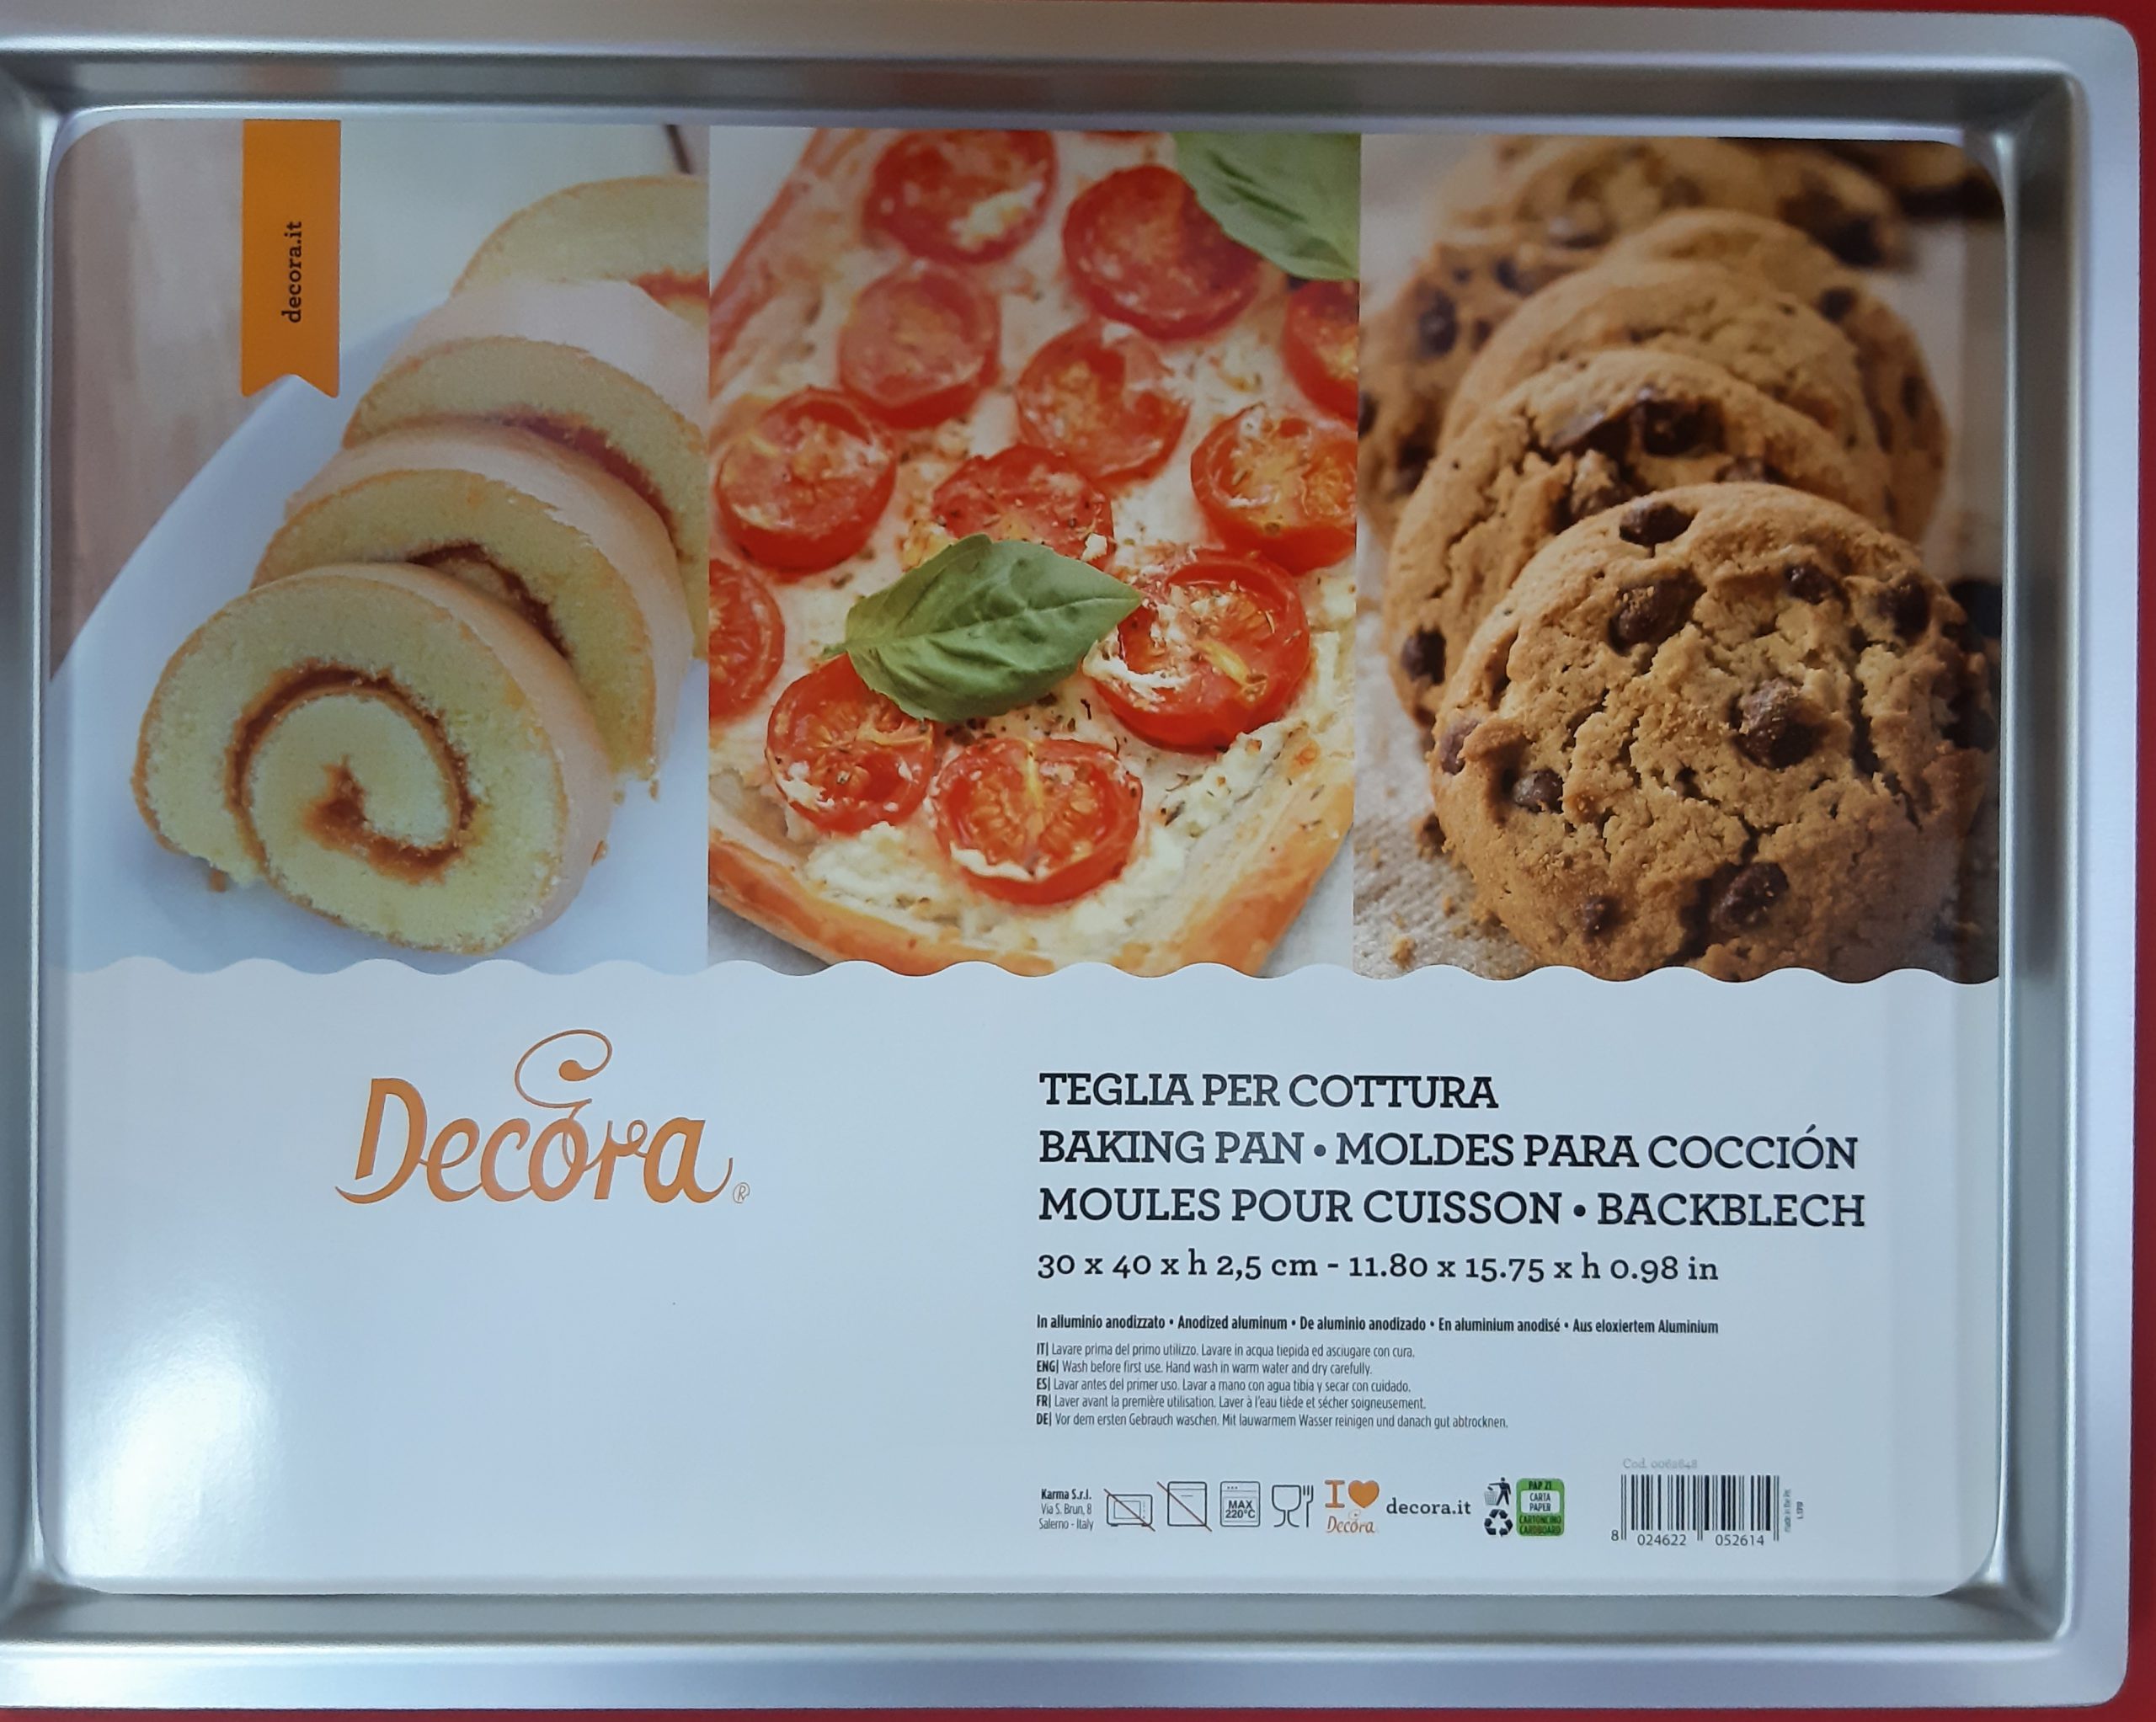 decora.it
Decora®
TEGLIA PER COTTURA
BAKING PAN • MOLDES PARA COCCIÓN
MOULES POUR CUISSON • BACKBLECH
30 x 40 x h 2,5 cm - 11.80 x 15.75 x h 0.98 in
In alluminio anodizzato • Anodized aluminum • De aluminio anodizado • En aluminium anodisé • Aus eloxiertem Aluminium
IT| Lavare prima del primo utilizzo. Lavare in acqua tiepida ed asciugare con cura.
ENG| Wash before first use. Hand wash in warm water and dry carefully.
ES| Lavar antes del primer uso. Lavar a mano con agua tibia y secar con cuidado.
FR| Laver avant la première utilisation. Laver à l'eau tiède et sécher soigneusement.
DE| Vor dem ersten Gebrauch waschen. Mit lauwarmem Wasser reinigen und danach gut abtrocknen.
Karma S.r.l.
Via S. Brun, 8
Salerno - Italy
MAX
220°C
I
Decora
decora.it
PAP 21
CARTA
PAPER
CARTONCINO
CARDBOARD
Cod. 0062648
8 024622 052614